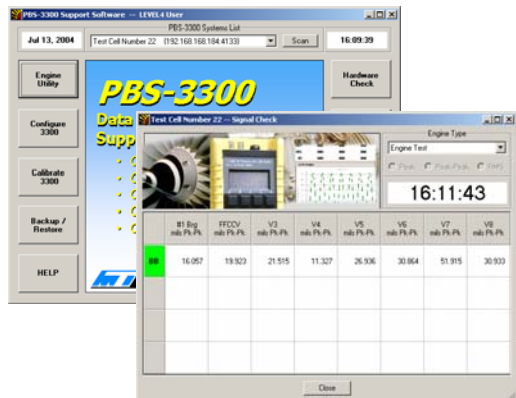 PBS-3300 Support Software -- LEVEL4 User
PBS-3300 Systems List
Jul 13, 2004
Test Cell Number 22 (192.168.168.184:4133)
Scan
16:09:39
Engine Utility
Configure 3300
Calibrate 3300
Backup / Restore
HELP
Hardware Check
PBS-3300
Data
Supp
Test Cell Number 22 -- Signal Check
Engine Type
Engine Test
Peak
Peak-Peak
RMS
16:11:43
#1 Brg FFCCV V3 V4 V5 V6 V7 V8
mils Pk-Pk mils Pk-Pk mils Pk-Pk mils Pk-Pk mils Pk-Pk mils Pk-Pk mils Pk-Pk mils Pk-Pk
BB 16.057 19.923 21.515 11.327 26.936 30.864 51.915 30.933
Close